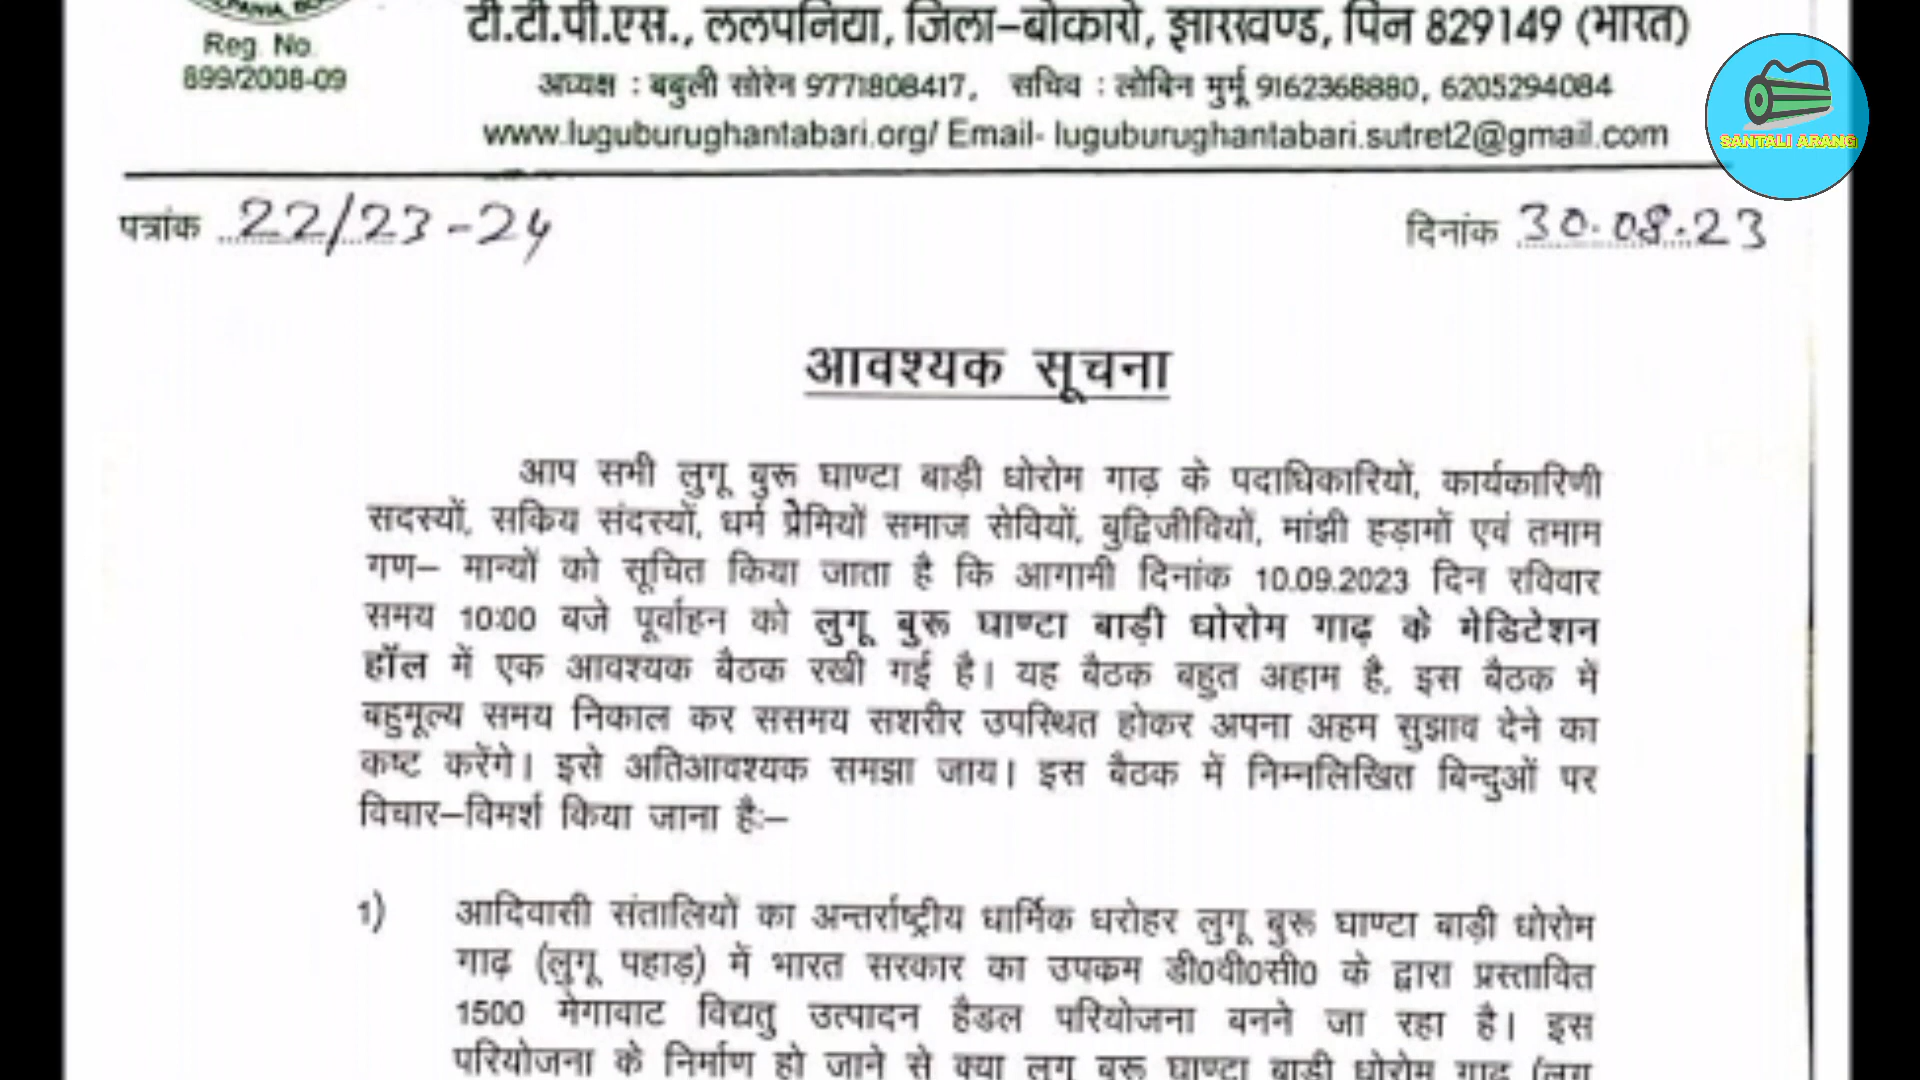 टी.टी.पी.एस., ललपनिया, जिला–बोकारो, झारखण्ड, पिन 829149 (भारत)
Reg. No.
899/2008-09
अध्यक्ष : बबुली सोरेन 9771808417, सचिव : लोबिन मुर्मू 9162368880, 6205294084
www.luguburughantabari.org/ Email- luguburughantabari.sutret2@gmail.com
SANTALI ARANG
पत्रांक 22/23-24
दिनांक 30.08.23
आवश्यक सूचना
आप सभी लुगू बुरू घाण्टा बाड़ी धोरोम गाढ़ के पदाधिकारियों, कार्यकारिणी
सदस्यों, सकिय संदस्यों, धर्म प्रेमियों समाज सेवियों, बुद्विजीवियों, मांझी हड़ामों एवं तमाम
गण– मान्यों को सूचित किया जाता है कि आगामी दिनांक 10.09.2023 दिन रविवार
समय 10:00 बजे पूर्वाहन को लुगू बुरू घाण्टा बाड़ी धोरोम गाढ़ के मेडिटेशन
हॉल में एक आवश्यक बैठक रखी गई है। यह बैठक बहुत अहाम है, इस बैठक में
बहुमूल्य समय निकाल कर ससमय सशरीर उपस्थित होकर अपना अहम सुझाव देने का
कष्ट करेंगे। इसे अतिआवश्यक समझा जाय। इस बैठक में निम्नलिखित बिन्दुओं पर
विचार–विमर्श किया जाना है:–
1) आदिवासी संतालियों का अन्तर्राष्ट्रीय धार्मिक धरोहर लुगू बुरू घाण्टा बाड़ी धोरोम
गाढ़ (लुगू पहाड़) में भारत सरकार का उपकम डी0वी0सी0 के द्वारा प्रस्तावित
1500 मेगावाट विद्यतु उत्पादन हैडल परियोजना बनने जा रहा है। इस
परियोजना के निर्माण हो जाने से क्या लुगू बुरू घाण्टा बाड़ी धोरोम गाढ़ (लुगू